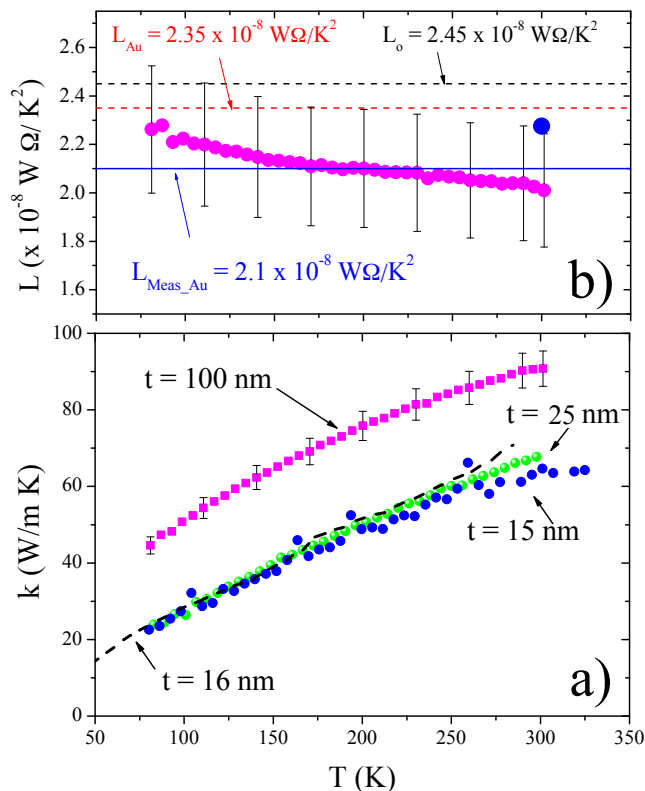 L_Au = 2.35 x 10^-8 WΩ/K^2
L_o = 2.45 x 10^-8 WΩ/K^2
2.6
2.4
2.2
2.0
1.8
1.6
L (x 10^-8 W Ω/ K^2)
L_Meas_Au = 2.1 x 10^-8 WΩ/K^2
b)
100
80
60
40
20
0
k (W/m K)
t = 100 nm
t = 25 nm
t = 15 nm
t = 16 nm
a)
50 100 150 200 250 300 350
T (K)